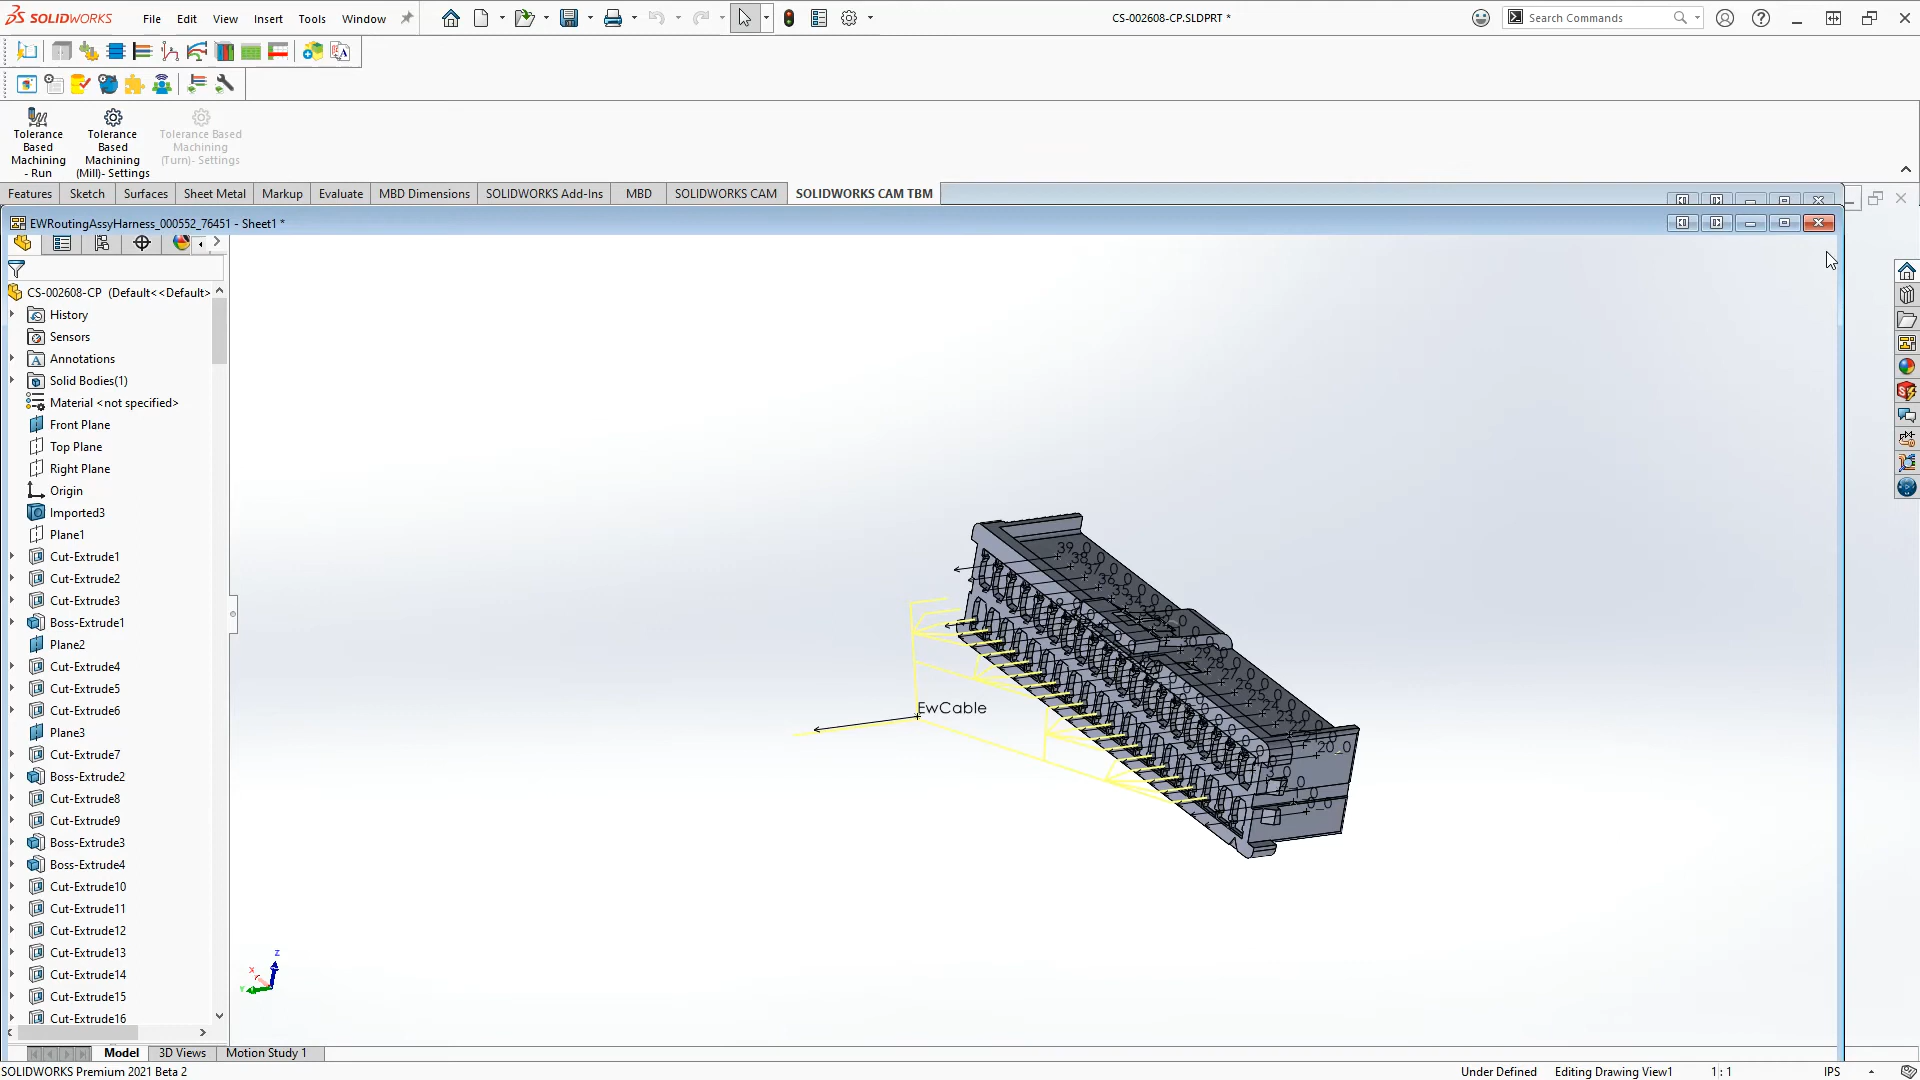 SOLIDWORKS File Edit View Insert Tools Window CS-002608-CP.SLDPRT * Search Commands
Tolerance Based Machining - Run
Tolerance Based Machining (Mill)- Settings
Tolerance Based Machining (Turn)- Settings
Features Sketch Surfaces Sheet Metal Markup Evaluate MBD Dimensions SOLIDWORKS Add-Ins MBD SOLIDWORKS CAM SOLIDWORKS CAM TBM
EWRoutingAssyHarness_000552_76451 - Sheet1 *
CS-002608-CP (Default<<Default>
History
Sensors
Annotations
Solid Bodies(1)
Material <not specified>
Front Plane
Top Plane
Right Plane
Origin
Imported3
Plane1
Cut-Extrude1
Cut-Extrude2
Cut-Extrude3
Boss-Extrude1
Plane2
Cut-Extrude4
Cut-Extrude5
Cut-Extrude6
Plane3
Cut-Extrude7
Boss-Extrude2
Cut-Extrude8
Cut-Extrude9
Boss-Extrude3
Boss-Extrude4
Cut-Extrude10
Cut-Extrude11
Cut-Extrude12
Cut-Extrude13
Cut-Extrude14
Cut-Extrude15
Cut-Extrude16
EwCable
20_0
Z
X
Y
Model 3D Views Motion Study 1
SOLIDWORKS Premium 2021 Beta 2 Under Defined Editing Drawing View1 1 : 1 IPS